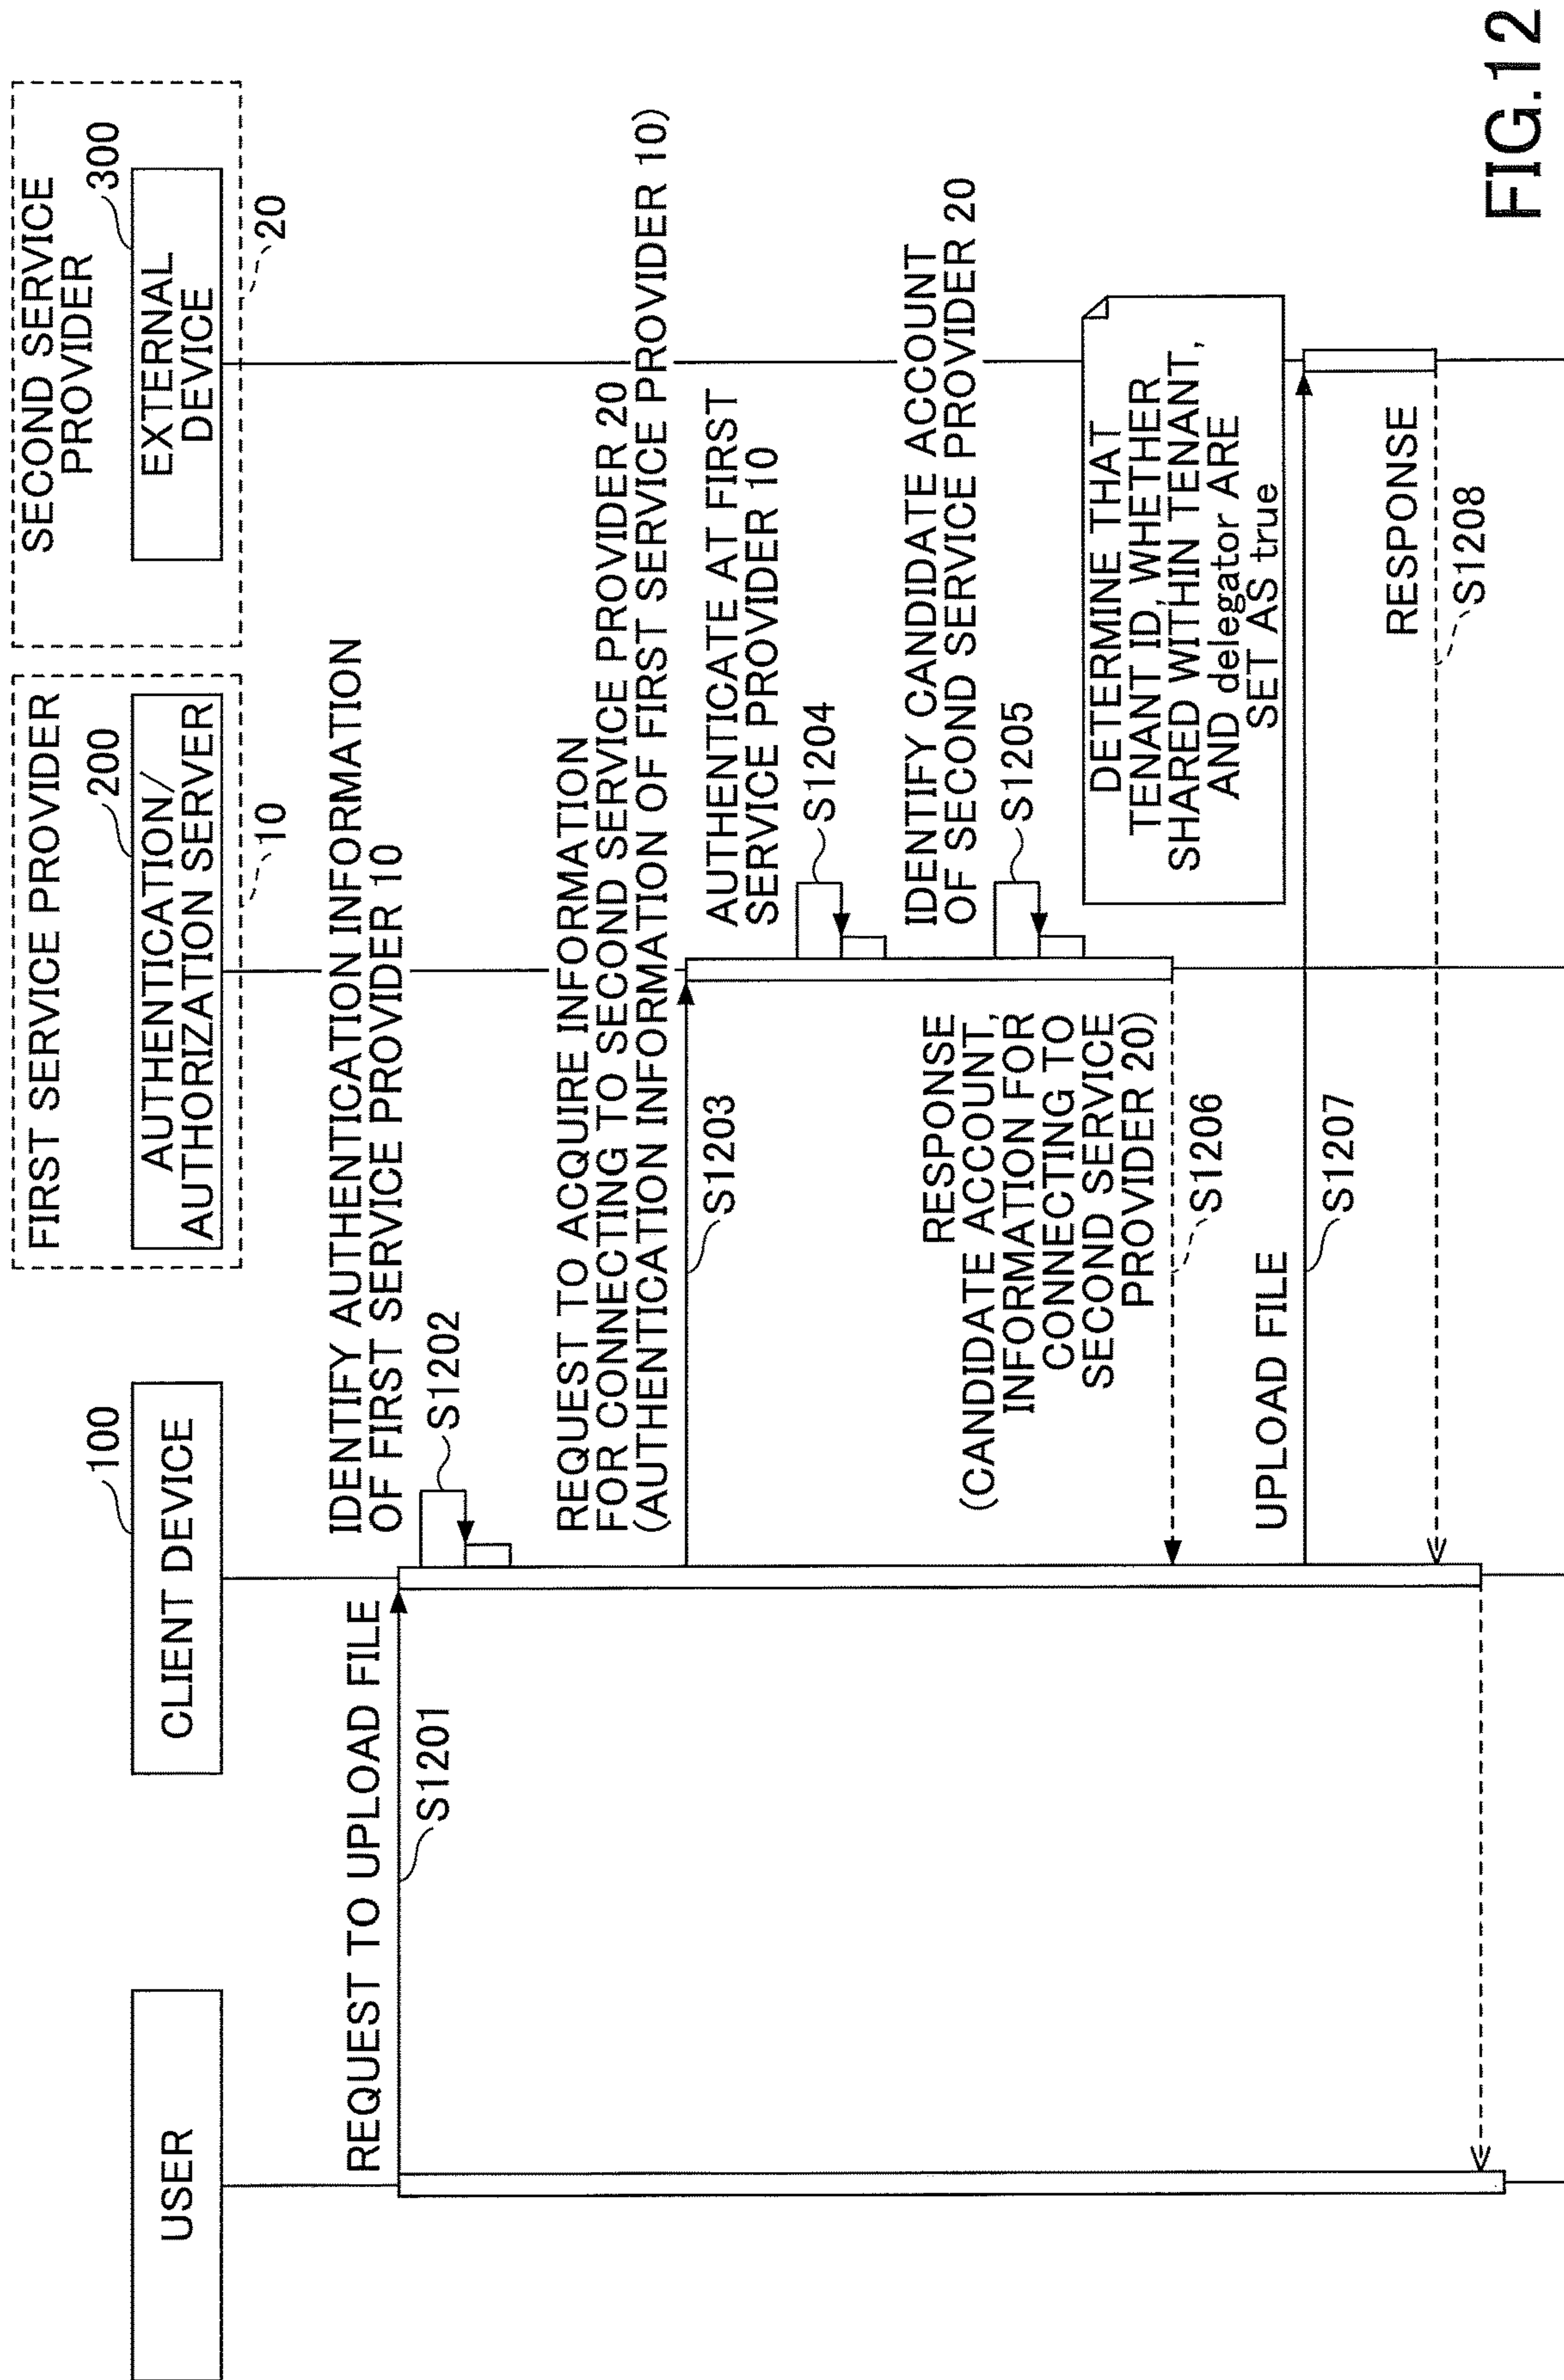 USER
CLIENT DEVICE
100
FIRST SERVICE PROVIDER
200
AUTHENTICATION/
AUTHORIZATION SERVER
10
SECOND SERVICE
PROVIDER
300
EXTERNAL
DEVICE
20
REQUEST TO UPLOAD FILE
S1201
IDENTIFY AUTHENTICATION INFORMATION
OF FIRST SERVICE PROVIDER 10
S1202
REQUEST TO ACQUIRE INFORMATION
FOR CONNECTING TO SECOND SERVICE PROVIDER 20
(AUTHENTICATION INFORMATION OF FIRST SERVICE PROVIDER 10)
S1203
AUTHENTICATE AT FIRST
SERVICE PROVIDER 10
S1204
IDENTIFY CANDIDATE ACCOUNT
OF SECOND SERVICE PROVIDER 20
S1205
DETERMINE THAT
TENANT ID, WHETHER
SHARED WITHIN TENANT,
AND delegator ARE
SET AS true
RESPONSE
(CANDIDATE ACCOUNT,
INFORMATION FOR
CONNECTING TO
SECOND SERVICE
PROVIDER 20)
S1206
UPLOAD FILE
S1207
RESPONSE
S1208
FIG.12